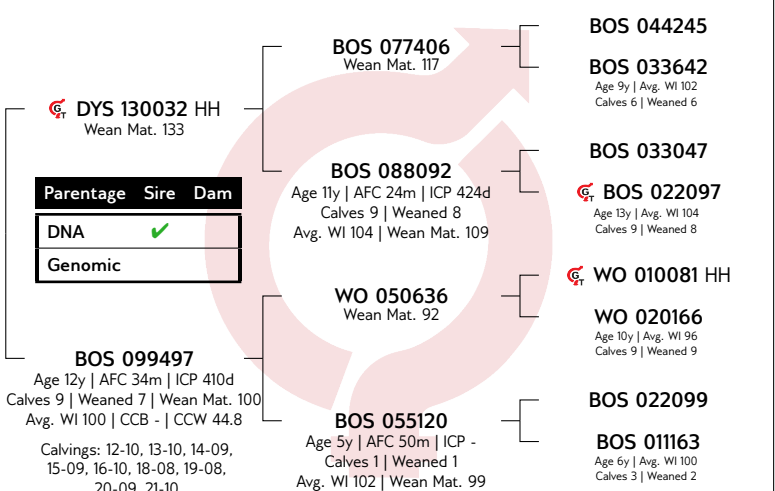 BOS 044245
BOS 077406
Wean Mat. 117
BOS 033642
Age 9y | Avg. WI 102
Calves 6 | Weaned 6
GT DYS 130032 HH
Wean Mat. 133
BOS 033047
BOS 088092
Age 11y | AFC 24m | ICP 424d
Calves 9 | Weaned 8
Avg. WI 104 | Wean Mat. 109
GT BOS 022097
Age 13y | Avg. WI 104
Calves 9 | Weaned 8
Parentage Sire Dam
DNA ✔
Genomic
GT WO 010081 HH
WO 050636
Wean Mat. 92
WO 020166
Age 10y | Avg. WI 96
Calves 9 | Weaned 9
BOS 099497
Age 12y | AFC 34m | ICP 410d
Calves 9 | Weaned 7 | Wean Mat. 100
Avg. WI 100 | CCB - | CCW 44.8
Calvings: 12-10, 13-10, 14-09,
15-09, 16-10, 18-08, 19-08,
20-09, 21-10
BOS 022099
BOS 055120
Age 5y | AFC 50m | ICP -
Calves 1 | Weaned 1
Avg. WI 102 | Wean Mat. 99
BOS 011163
Age 6y | Avg. WI 100
Calves 3 | Weaned 2